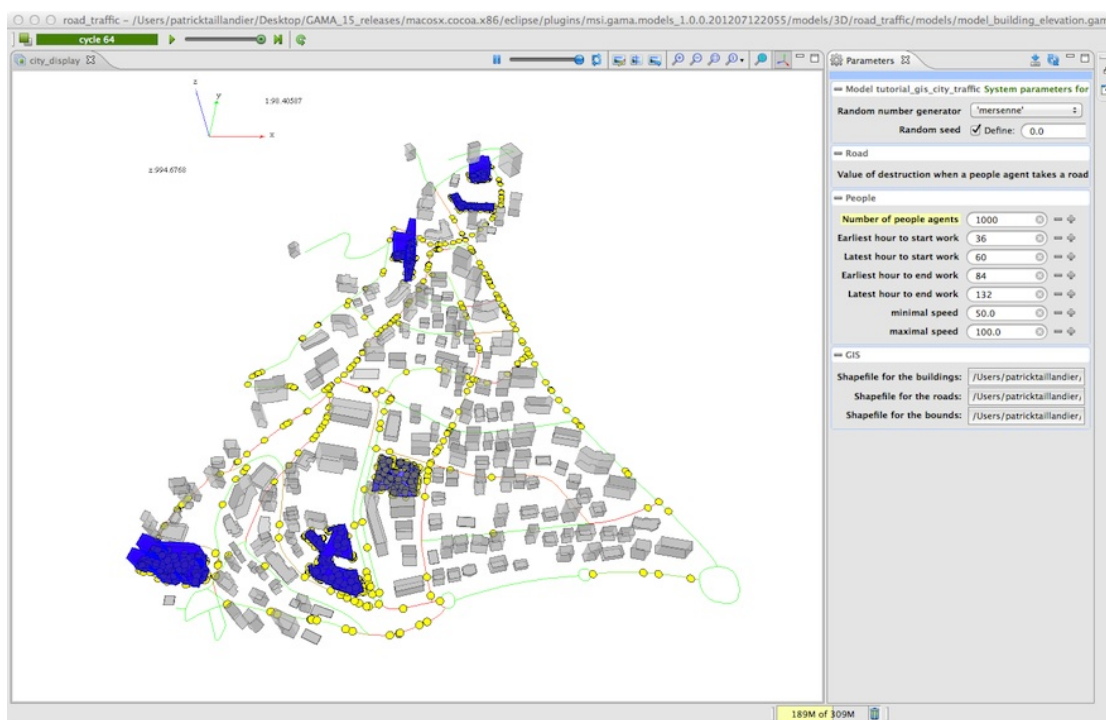 road_traffic - /Users/patricktaillandier/Desktop/GAMA_15_releases/macosx.cocoa.x86/eclipse/plugins/msi.gama.models_1.0.0.201207122055/models/3D/road_traffic/models/model_building_elevation.gam
cycle 64
city_display
Parameters
z
y
x
1:98.40587
z:994.6768
Model tutorial_gis_city_traffic System parameters for
Random number generator 'mersenne'
Random seed Define: 0.0
Road
Value of destruction when a people agent takes a road
People
Number of people agents 1000
Earliest hour to start work 36
Latest hour to start work 60
Earliest hour to end work 84
Latest hour to end work 132
minimal speed 50.0
maximal speed 100.0
GIS
Shapefile for the buildings: /Users/patricktaillandier/
Shapefile for the roads: /Users/patricktaillandier/
Shapefile for the bounds: /Users/patricktaillandier/
189M of 309M